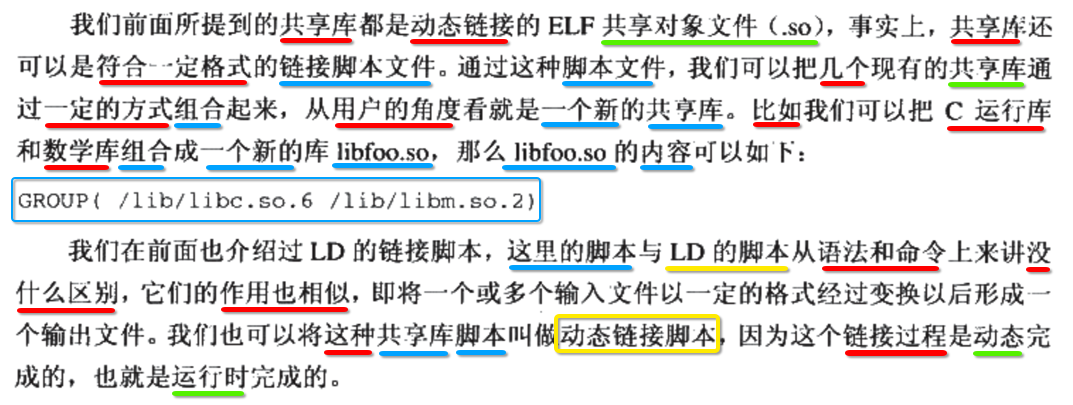 我们前面所提到的共享库都是动态链接的 ELF 共享对象文件（.so），事实上，共享库还
可以是符合一定格式的链接脚本文件。通过这种脚本文件，我们可以把几个现有的共享库通
过一定的方式组合起来，从用户的角度看就是一个新的共享库。比如我们可以把 C 运行库
和数学库组合成一个新的库 libfoo.so，那么 libfoo.so 的内容可以如下：
GROUP( /lib/libc.so.6 /lib/libm.so.2)
我们在前面也介绍过 LD 的链接脚本，这里的脚本与 LD 的脚本从语法和命令上来讲没
什么区别，它们的作用也相似，即将一个或多个输入文件以一定的格式经过变换以后形成一
个输出文件。我们也可以将这种共享库脚本叫做动态链接脚本，因为这个链接过程是动态完
成的，也就是运行时完成的。